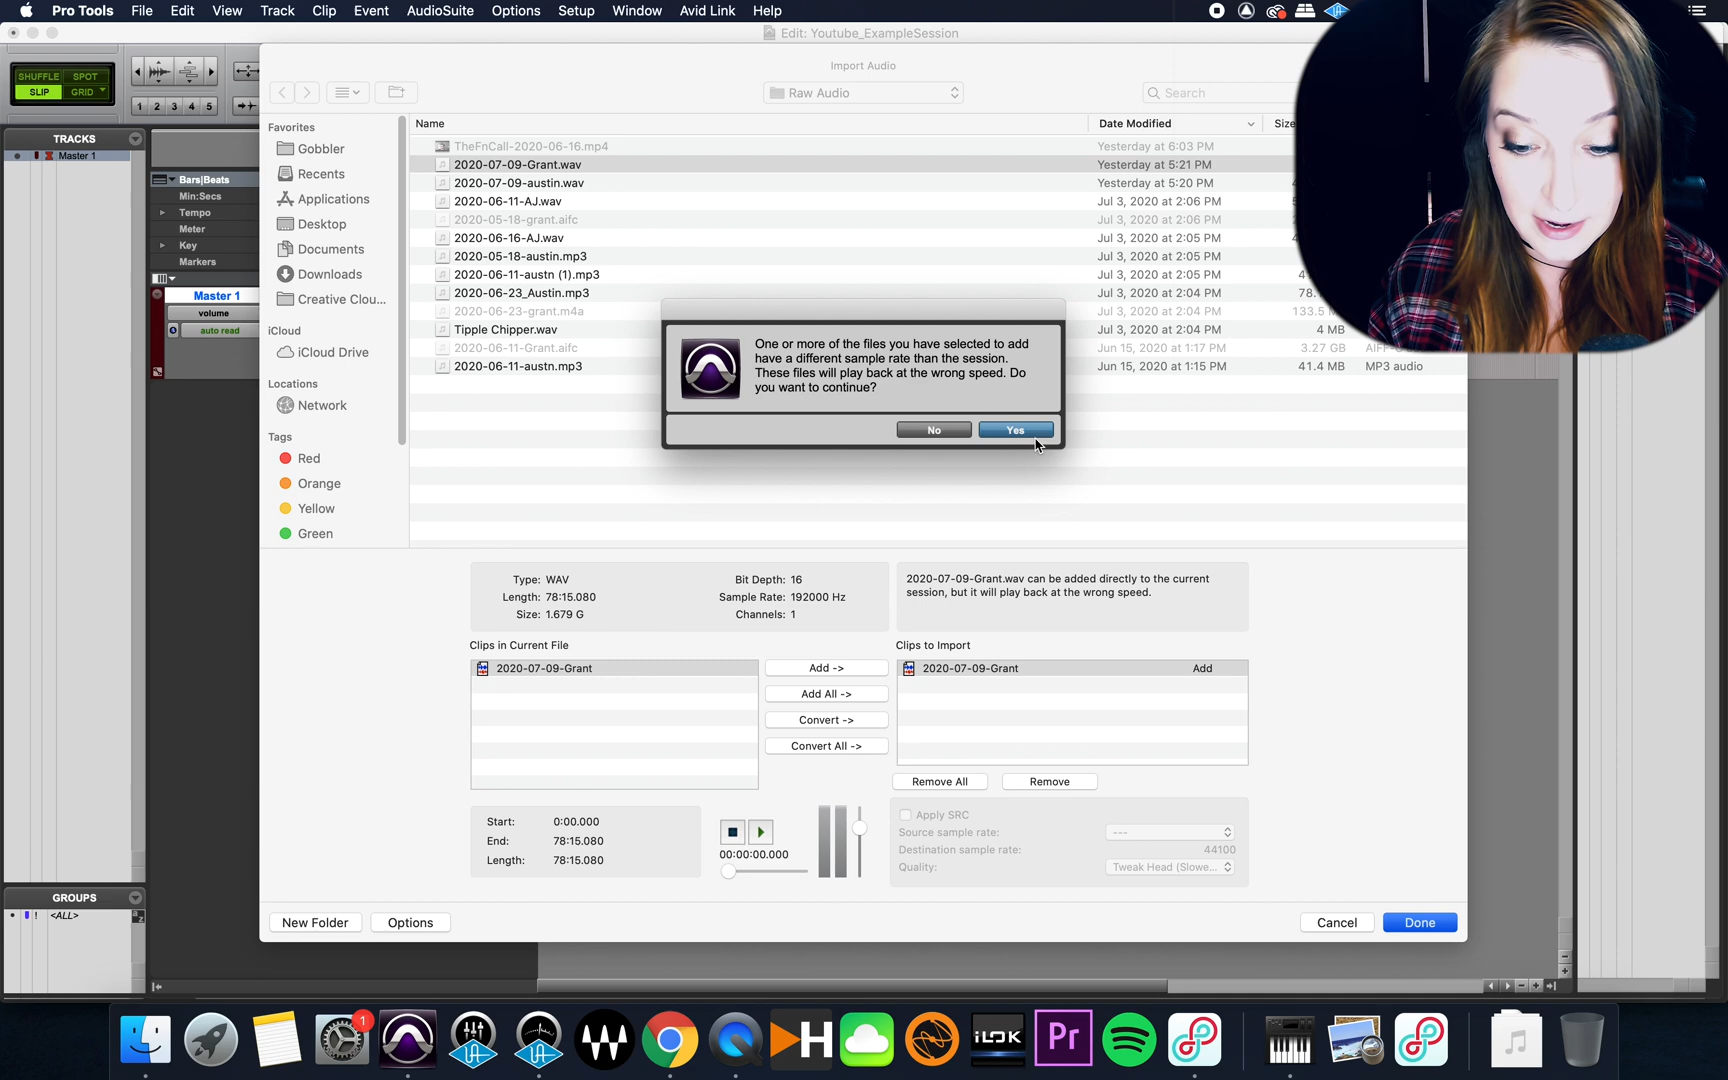 Pro Tools File Edit View Track Clip Event AudioSuite Options Setup Window Avid Link Help
Edit: Youtube_ExampleSession
Import Audio
SHUFFLE SPOT
SLIP GRID
1 2 3 4 5
Raw Audio
Search
TRACKS
Master 1
Bars|Beats
Min:Secs
Tempo
Meter
Key
Markers
Master 1
volume
auto read
GROUPS
! <ALL>
Favorites
Gobbler
Recents
Applications
Desktop
Documents
Downloads
Creative Clou...
iCloud
iCloud Drive
Locations
Network
Tags
Red
Orange
Yellow
Green
Name Date Modified
TheFnCall-2020-06-16.mp4 Yesterday at 6:03 PM
2020-07-09-Grant.wav Yesterday at 5:21 PM
2020-07-09-austin.wav Yesterday at 5:20 PM
2020-06-11-AJ.wav Jul 3, 2020 at 2:06 PM
2020-05-18-grant.aifc Jul 3, 2020 at 2:06 PM
2020-06-16-AJ.wav Jul 3, 2020 at 2:05 PM
2020-05-18-austin.mp3 Jul 3, 2020 at 2:05 PM
2020-06-11-austn (1).mp3 Jul 3, 2020 at 2:05 PM
2020-06-23_Austin.mp3 Jul 3, 2020 at 2:04 PM
2020-06-23-grant.m4a Jul 3, 2020 at 2:04 PM
Tipple Chipper.wav Jul 3, 2020 at 2:04 PM 4 MB
2020-06-11-Grant.aifc Jun 15, 2020 at 1:17 PM 3.27 GB
2020-06-11-austn.mp3 Jun 15, 2020 at 1:15 PM 41.4 MB MP3 audio
One or more of the files you have selected to add
have a different sample rate than the session.
These files will play back at the wrong speed. Do
you want to continue?
No Yes
Type: WAV Bit Depth: 16
Length: 78:15.080 Sample Rate: 192000 Hz
Size: 1.679 G Channels: 1
2020-07-09-Grant.wav can be added directly to the current
session, but it will play back at the wrong speed.
Clips in Current File
2020-07-09-Grant
Add ->
Add All ->
Convert ->
Convert All ->
Clips to Import
2020-07-09-Grant Add
Remove All Remove
Start: 0:00.000
End: 78:15.080
Length: 78:15.080
00:00:00.000
Apply SRC
Source sample rate: ---
Destination sample rate: 44100
Quality: Tweak Head (Slowe...
New Folder Options Cancel Done
1
iLOK
Pr